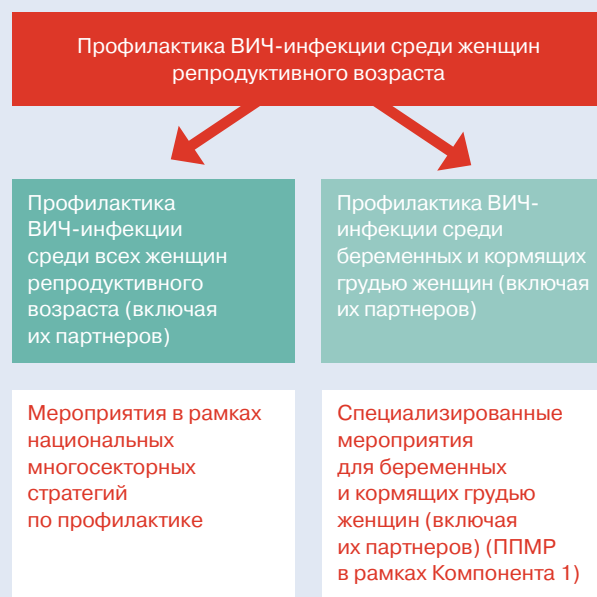 Профилактика ВИЧ-инфекции среди женщин
репродуктивного возраста
Профилактика
ВИЧ-инфекции
среди всех женщин
репродуктивного
возраста (включая
их партнеров)
Профилактика ВИЧ-
инфекции среди
беременных и кормящих
грудью женщин (включая
их партнеров)
Мероприятия в рамках
национальных
многосекторных
стратегий
по профилактике
Специализированные
мероприятия
для беременных
и кормящих грудью
женщин (включая
их партнеров) (ППМР
в рамках Компонента 1)